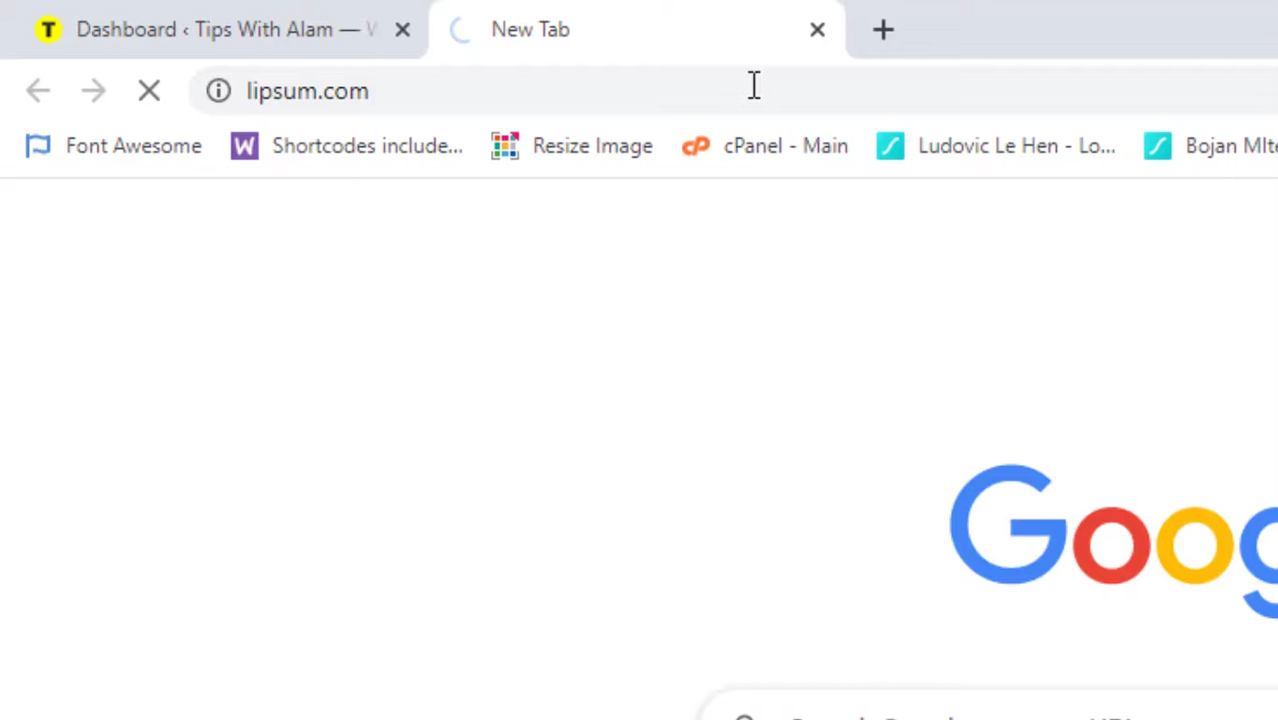 T Dashboard ‹ Tips With Alam — New Tab
lipsum.com
Font Awesome W Shortcodes include... Resize Image cP cPanel - Main Ludovic Le Hen - Lo... Bojan Mlte
Goog